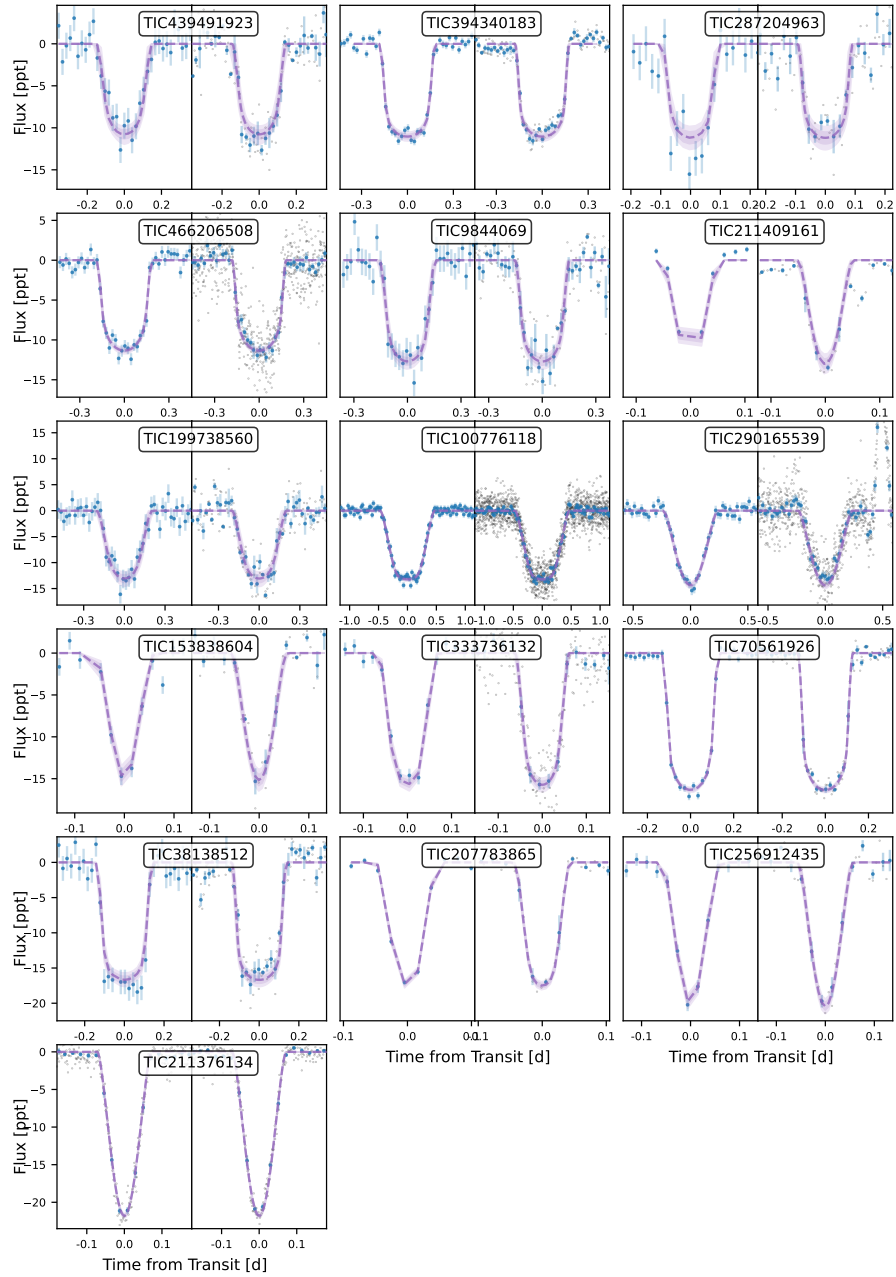 TIC439491923 TIC394340183 TIC287204963
Flux [ppt]
0
−5
−10
−15
-0.2 0.0 0.2 -0.2 0.0 0.2
-0.3 0.0 0.3 -0.3 0.0 0.3
-0.2 -0.1 0.0 0.1 0.2 0.2 -0.1 0.0 0.1 0.2
TIC466206508 TIC9844069 TIC211409161
Flux [ppt]
5
0
−5
−10
−15
-0.3 0.0 0.3 -0.3 0.0 0.3
-0.3 0.0 0.3 -0.3 0.0 0.3
-0.1 0.0 0.1 -0.1 0.0 0.1
TIC199738560 TIC100776118 TIC290165539
Flux [ppt]
15
10
5
0
−5
−10
−15
-0.3 0.0 0.3 -0.3 0.0 0.3
-1.0 -0.5 0.0 0.5 1.0 -1.0 -0.5 0.0 0.5 1.0
-0.5 0.0 0.5 -0.5 0.0 0.5
TIC153838604 TIC333736132 TIC70561926
Flux [ppt]
0
−5
−10
−15
-0.1 0.0 0.1 -0.1 0.0 0.1
-0.1 0.0 0.1 -0.1 0.0 0.1
-0.2 0.0 0.2 -0.2 0.0 0.2
TIC38138512 TIC207783865 TIC256912435
Flux [ppt]
0
−5
−10
−15
−20
-0.2 0.0 0.2 -0.2 0.0 0.2
-0.1 0.0 0.1 -0.1 0.0 0.1
-0.1 0.0 0.1 -0.1 0.0 0.1
Time from Transit [d] Time from Transit [d]
TIC211376134
Flux [ppt]
0
−5
−10
−15
−20
-0.1 0.0 0.1 -0.1 0.0 0.1
Time from Transit [d]